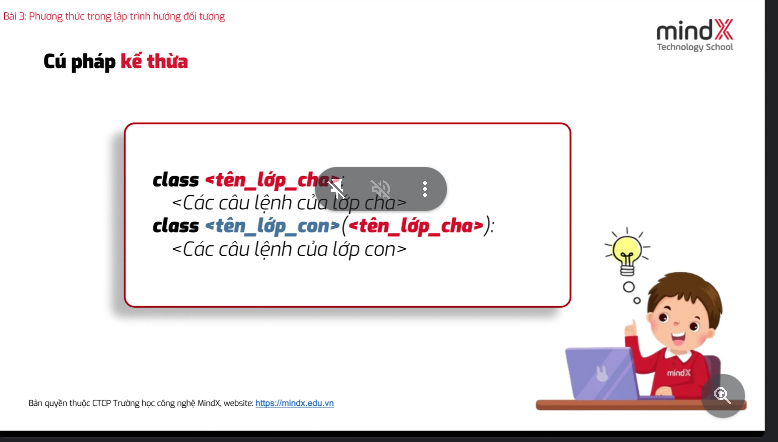 Bài 3: Phương thức trong lập trình hướng đối tượng
mindX
Technology School
Cú pháp kế thừa
class <tên_lớp_cha>:
<Các câu lệnh của lớp cha>
class <tên_lớp_con>(<tên_lớp_cha>):
<Các câu lệnh của lớp con>
mindX
Bản quyền thuộc CTCP Trường học công nghệ MindX, website: https://mindx.edu.vn